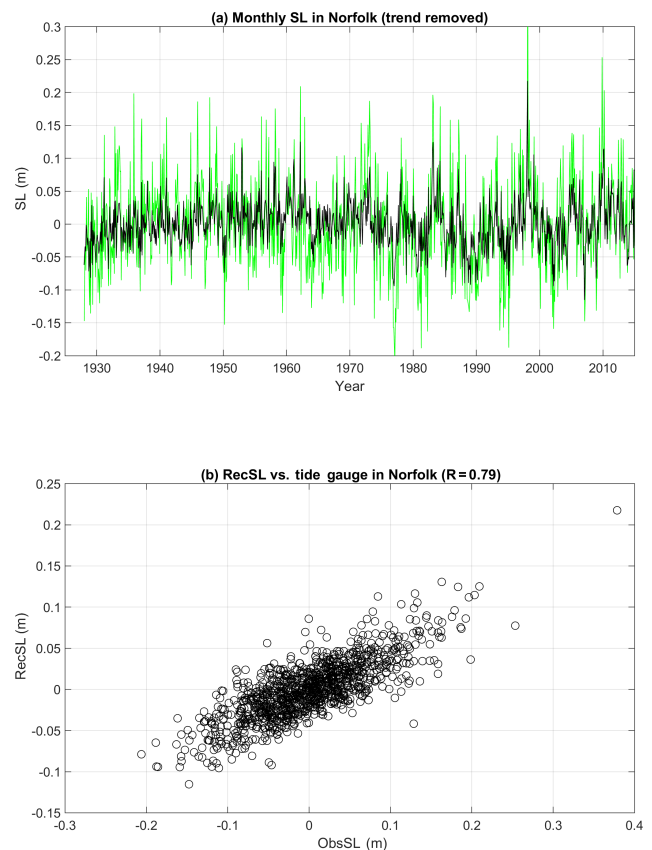 (a) Monthly SL in Norfolk (trend removed)
0.3
0.25
0.2
0.15
0.1
0.05
0
-0.05
-0.1
-0.15
-0.2
SL (m)
1930 1940 1950 1960 1970 1980 1990 2000 2010
Year
(b) RecSL vs. tide gauge in Norfolk (R=0.79)
0.25
0.2
0.15
0.1
0.05
0
-0.05
-0.1
-0.15
RecSL (m)
-0.3 -0.2 -0.1 0 0.1 0.2 0.3 0.4
ObsSL (m)